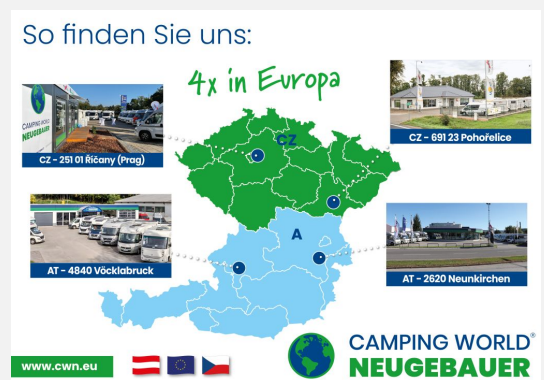 So finden Sie uns:
4x in Europa
CAMPING WORLD
NEUGEBAUER
CZ - 251 01 Říčany (Prag)
CZ - 691 23 Pohořelice
CZ
A
AT - 4840 Vöcklabruck
AT - 2620 Neunkirchen
www.cwn.eu
CAMPING WORLD®
NEUGEBAUER